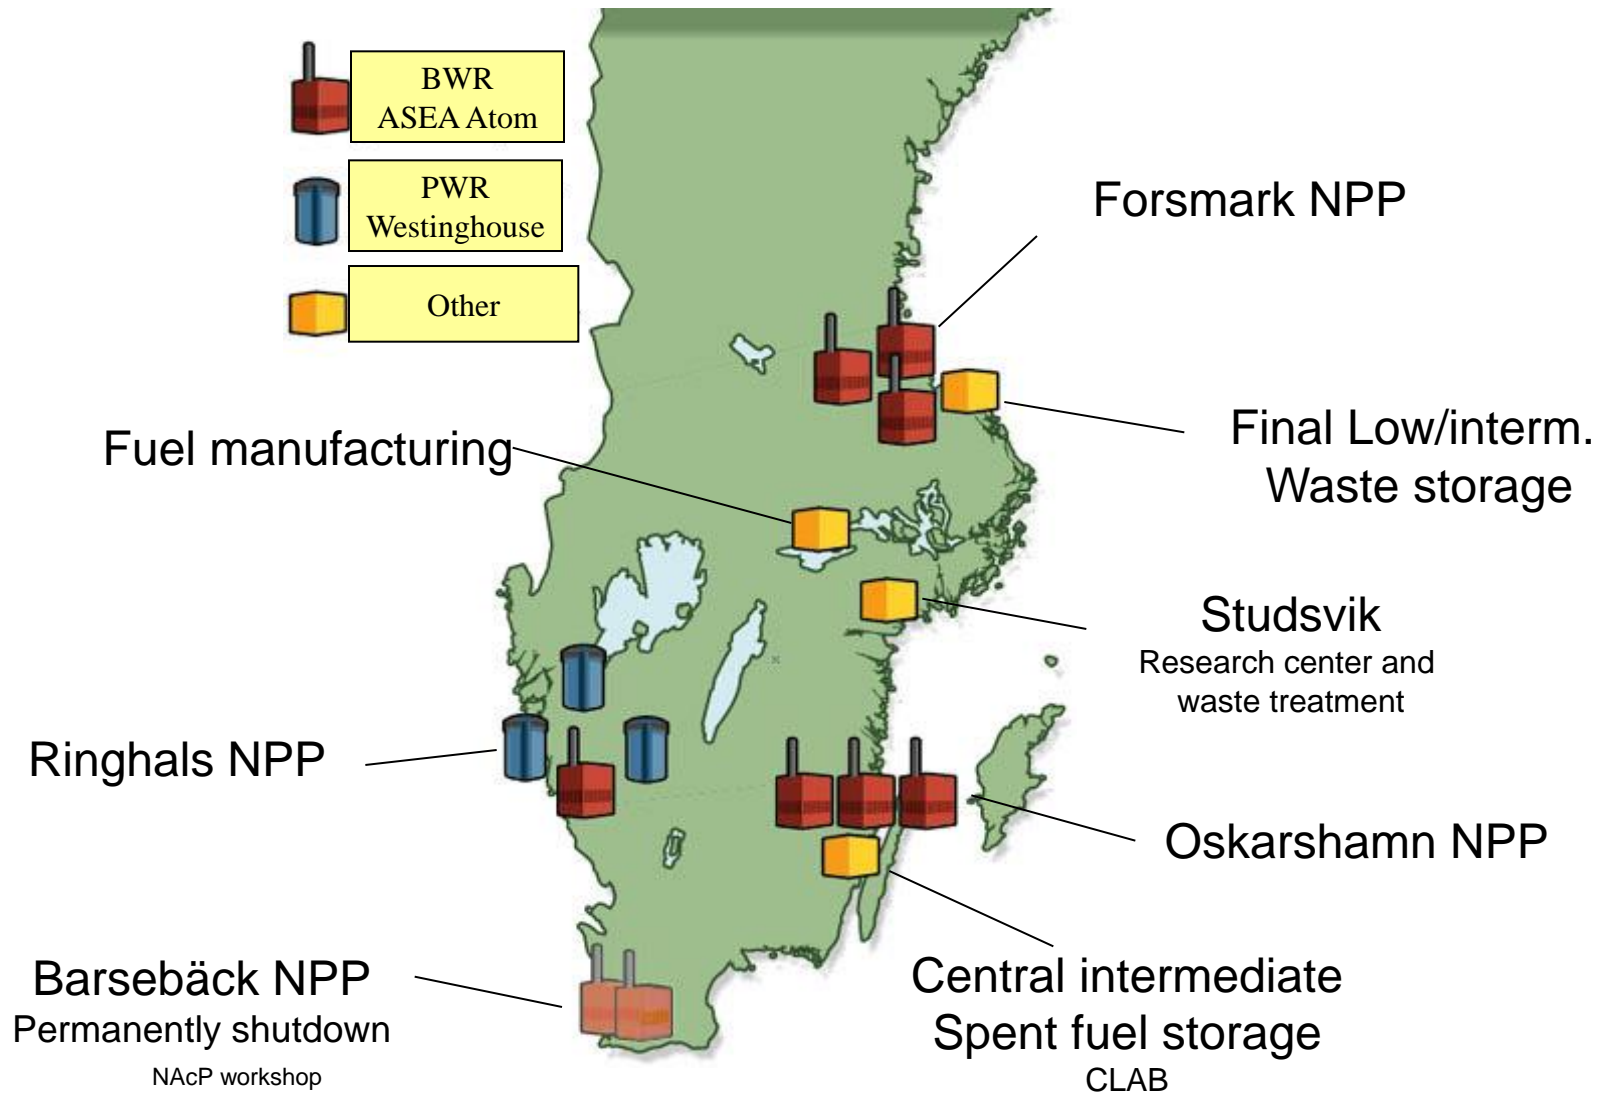 BWR
ASEA Atom
PWR
Westinghouse
Other
Forsmark NPP
Final Low/interm.
Waste storage
Fuel manufacturing
Studsvik
Research center and
waste treatment
Ringhals NPP
Oskarshamn NPP
Barsebäck NPP
Permanently shutdown
NAcP workshop
Central intermediate
Spent fuel storage
CLAB